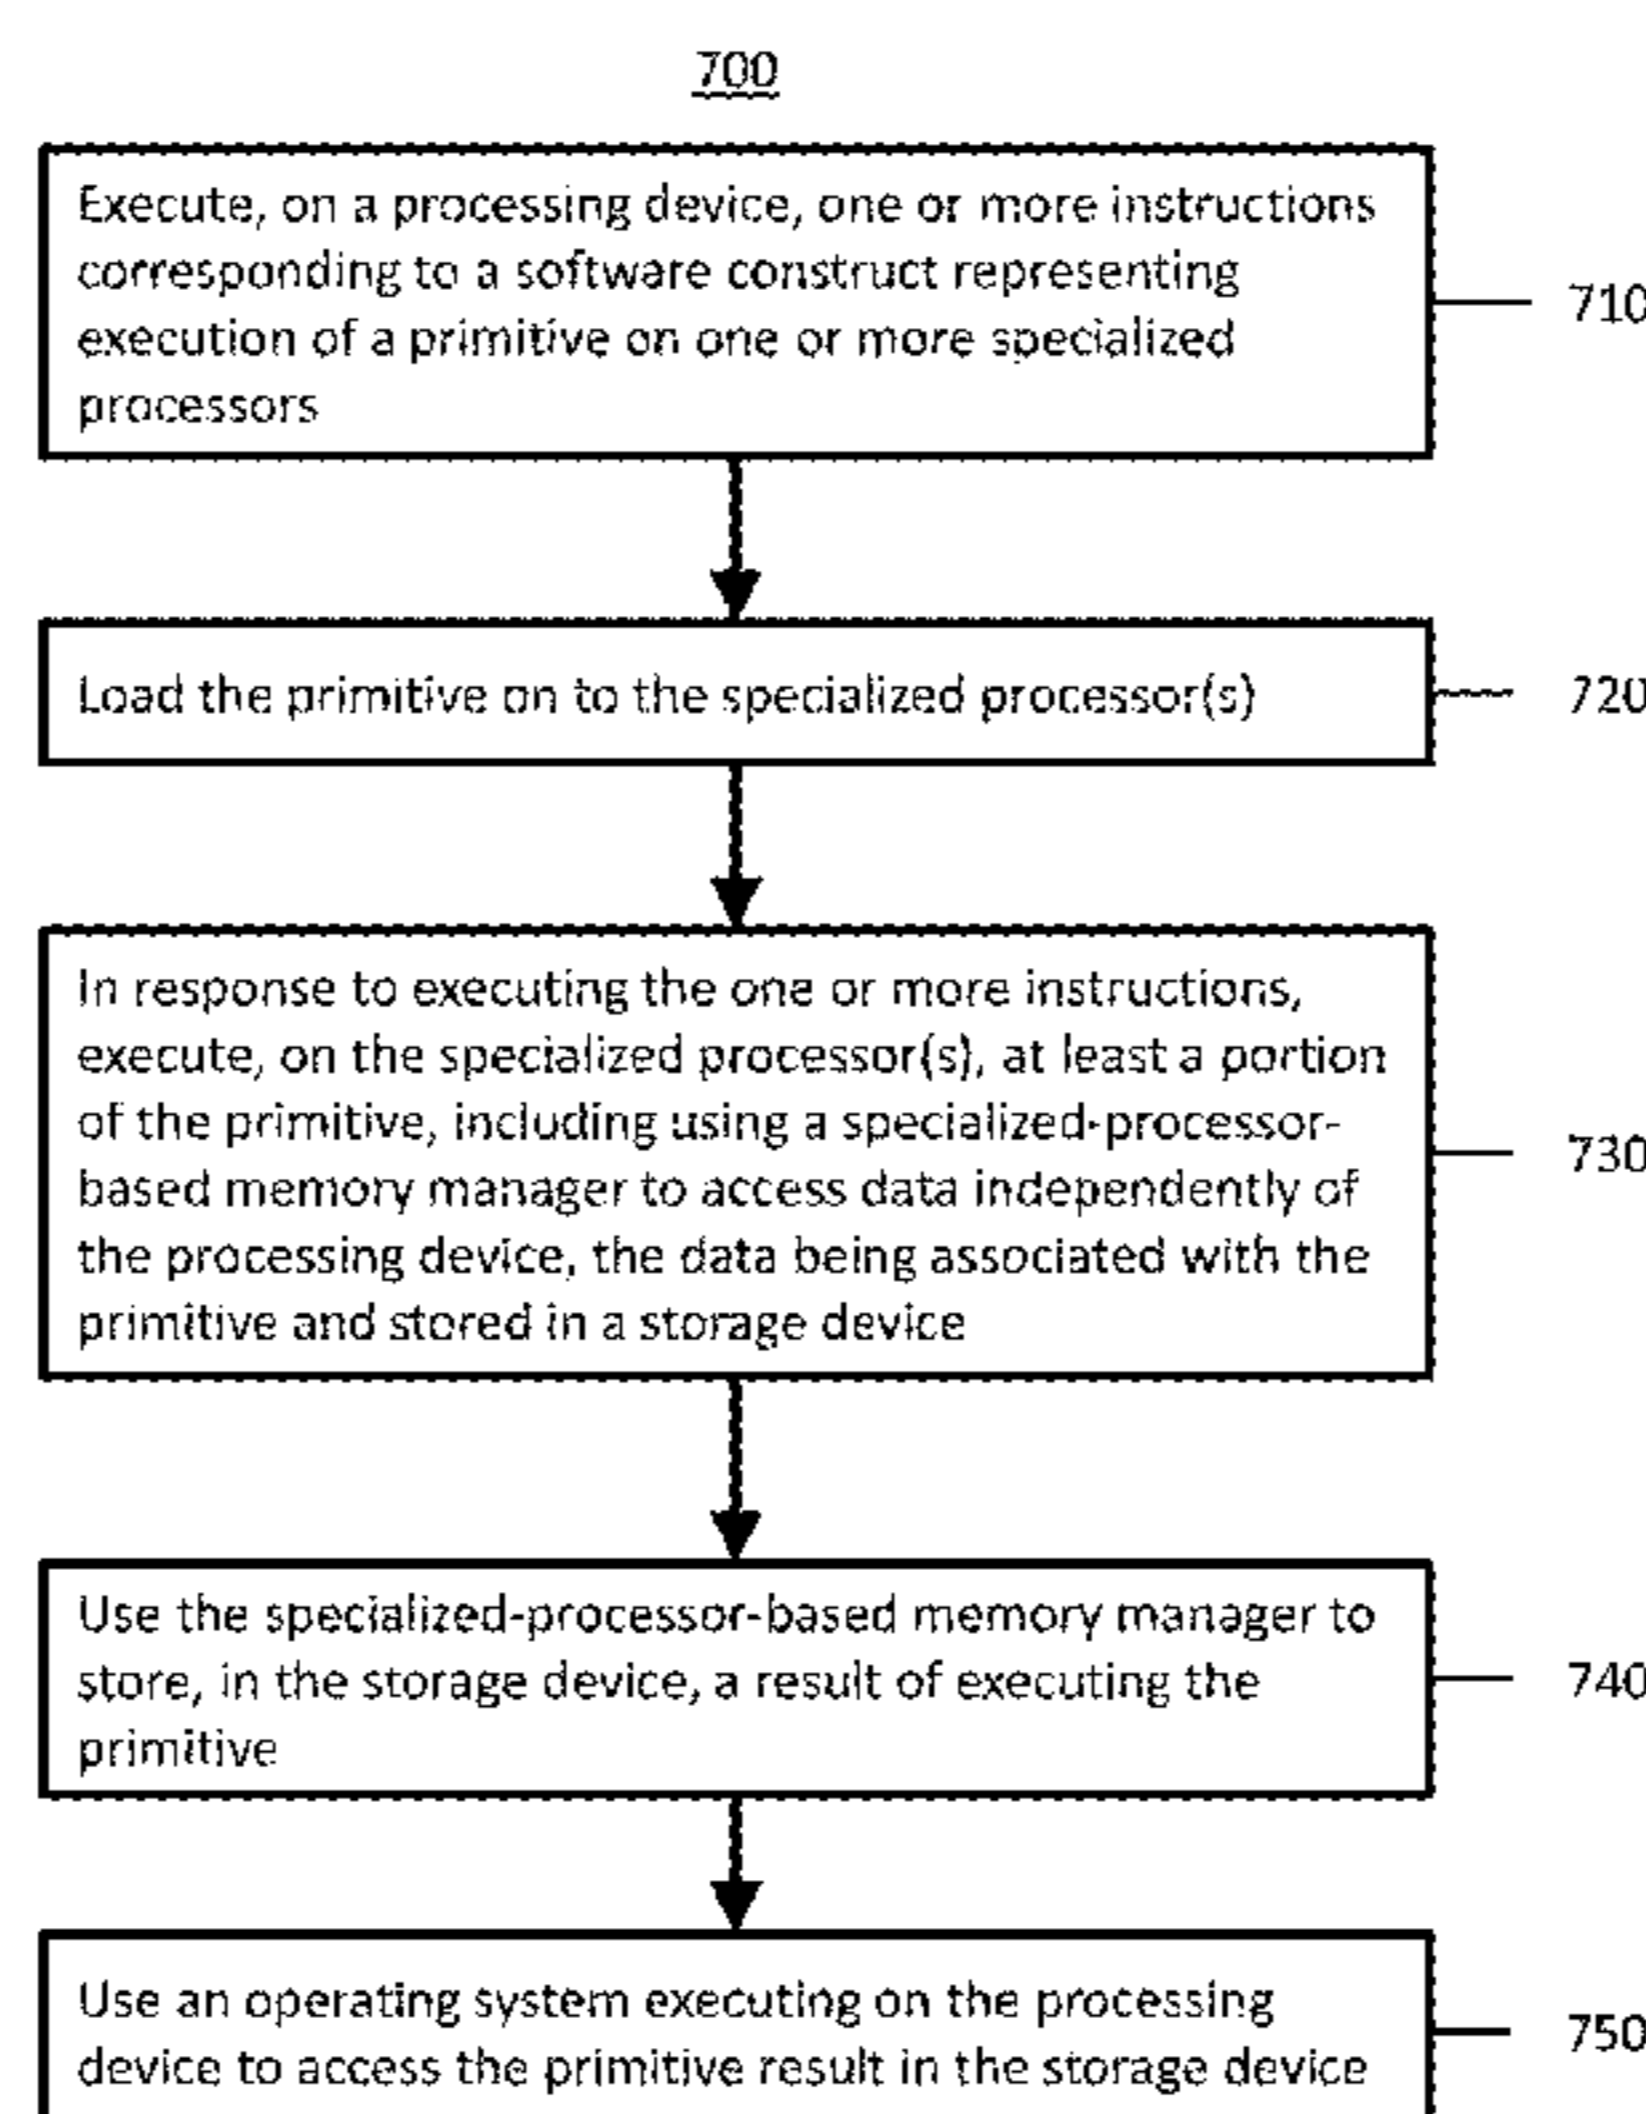 700
Execute, on a processing device, one or more instructions
corresponding to a software construct representing
execution of a primitive on one or more specialized
processors
710
Load the primitive on to the specialized processor(s)
720
In response to executing the one or more instructions,
execute, on the specialized processor(s), at least a portion
of the primitive, including using a specialized-processor-
based memory manager to access data independently of
the processing device, the data being associated with the
primitive and stored in a storage device
730
Use the specialized-processor-based memory manager to
store, in the storage device, a result of executing the
primitive
740
Use an operating system executing on the processing
device to access the primitive result in the storage device
750